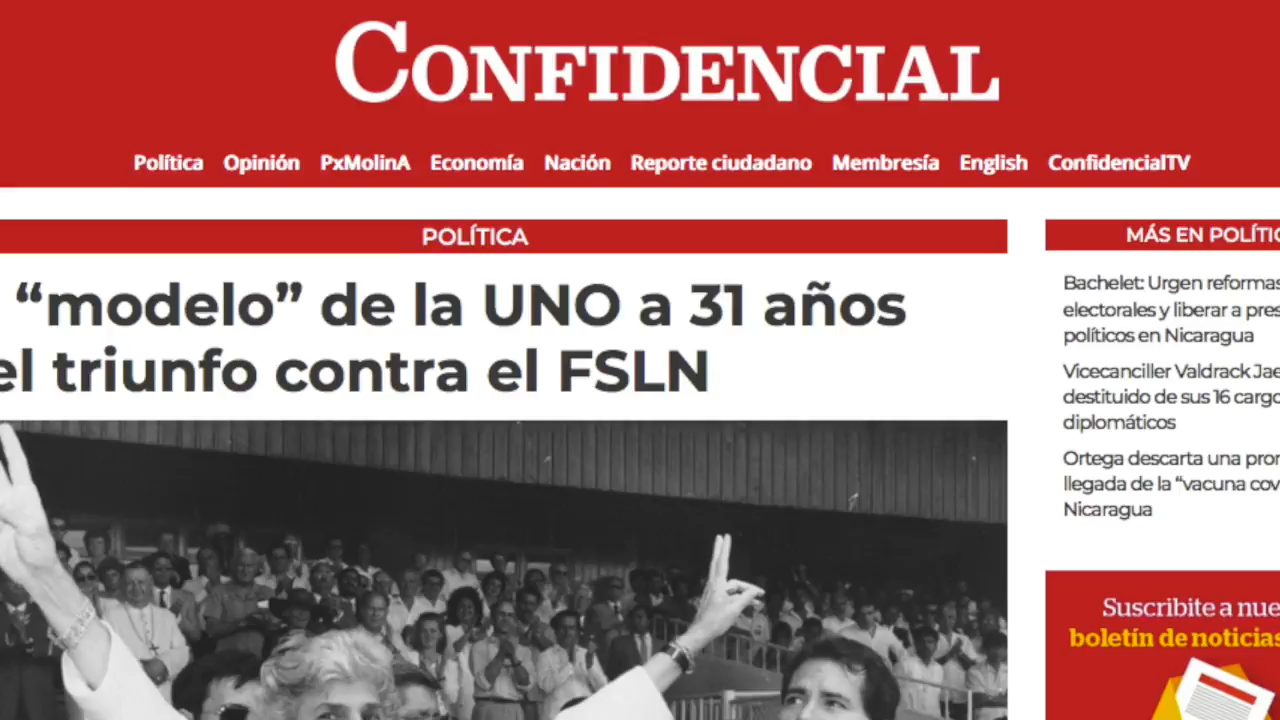 CONFIDENCIAL
Política Opinión PxMolinA Economía Nación Reporte ciudadano Membresía English ConfidencialTV
POLÍTICA
“modelo” de la UNO a 31 años
el triunfo contra el FSLN
MÁS EN POLÍTIC
Bachelet: Urgen reformas
electorales y liberar a pres
políticos en Nicaragua
Vicecanciller Valdrack Jae
destituido de sus 16 cargo
diplomáticos
Ortega descarta una pron
llegada de la “vacuna cov
Nicaragua
Suscribite a nue
boletín de noticias